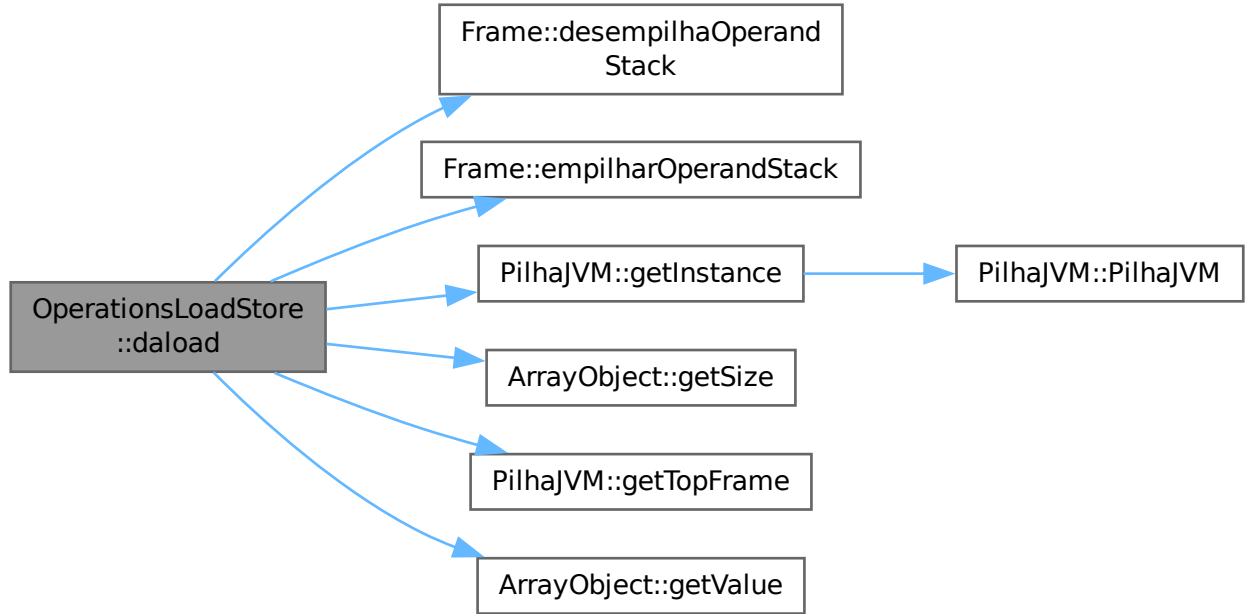 Frame::desempilhaOperand
Stack
Frame::empilharOperandStack
PilhaJVM::getInstance
PilhaJVM::PilhaJVM
OperationsLoadStore
::daload
ArrayObject::getSize
PilhaJVM::getTopFrame
ArrayObject::getValue